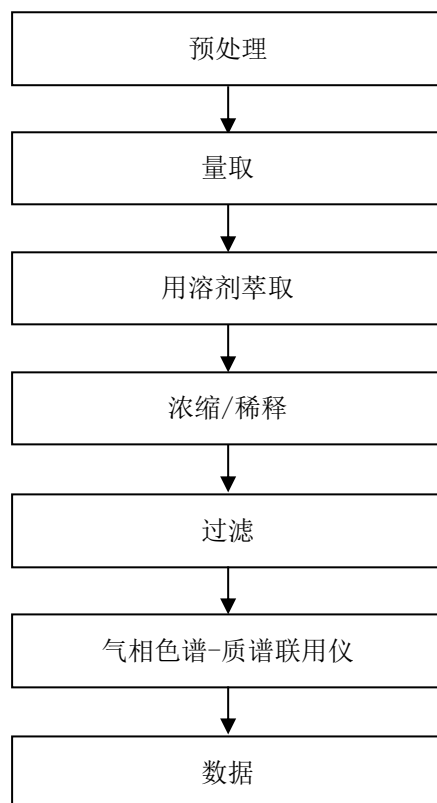 预处理
量取
用溶剂萃取
浓缩/稀释
过滤
气相色谱-质谱联用仪
数据